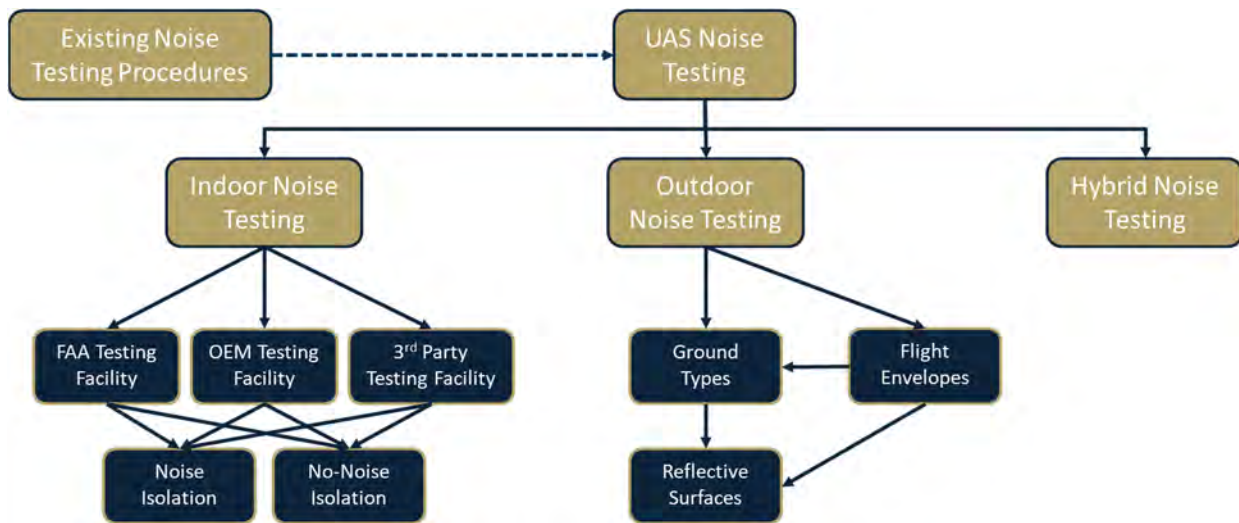 Existing Noise
Testing Procedures
UAS Noise
Testing
Indoor Noise
Testing
Outdoor
Noise Testing
Hybrid Noise
Testing
FAA Testing
Facility
OEM Testing
Facility
3rd Party
Testing Facility
Ground
Types
Flight
Envelopes
Noise
Isolation
No-Noise
Isolation
Reflective
Surfaces